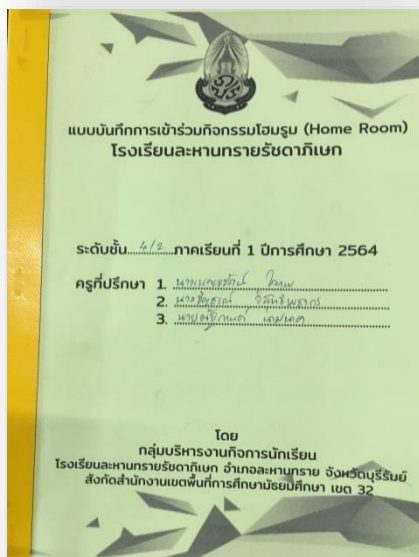 แบบบันทึกการเข้าร่วมกิจกรรมโฮมรูม (Home Room)
โรงเรียนละหานทรายรัชดาภิเษก
ระดับชั้น 4/2 ภาคเรียนที่ 1 ปีการศึกษา 2564
ครูที่ปรึกษา 1.
2.
3.
โดย
กลุ่มบริหารงานกิจการนักเรียน
โรงเรียนละหานทรายรัชดาภิเษก อำเภอละหานทราย จังหวัดบุรีรัมย์
สังกัดสำนักงานเขตพื้นที่การศึกษามัธยมศึกษา เขต 32